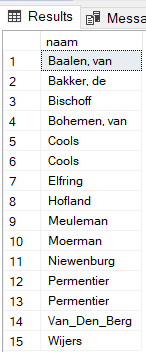 Results Messa
naam
1 Baalen, van
2 Bakker, de
3 Bischoff
4 Bohemen, van
5 Cools
6 Cools
7 Elfring
8 Hofland
9 Meuleman
10 Moerman
11 Niewenburg
12 Permentier
13 Permentier
14 Van_Den_Berg
15 Wijers